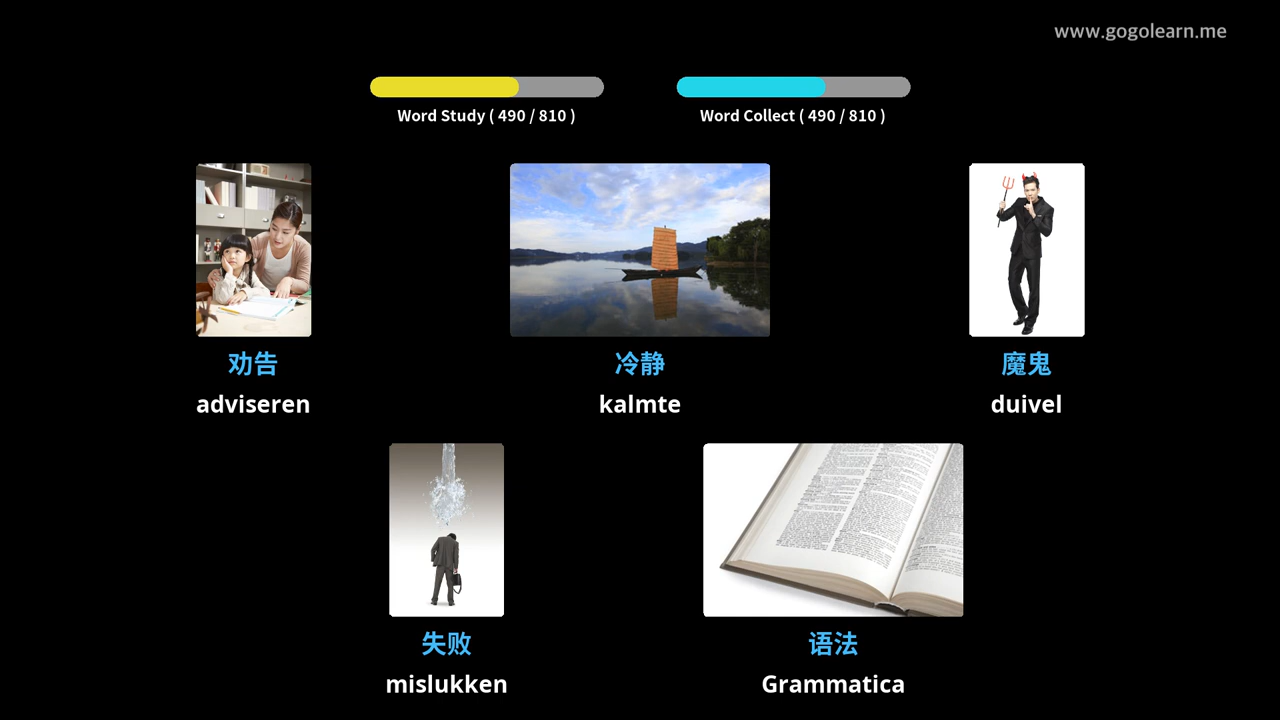 www.gogolearn.me
Word Study ( 490 / 810 )
Word Collect ( 490 / 810 )
劝告
adviseren
冷静
kalmte
魔鬼
duivel
失败
mislukken
语法
Grammatica